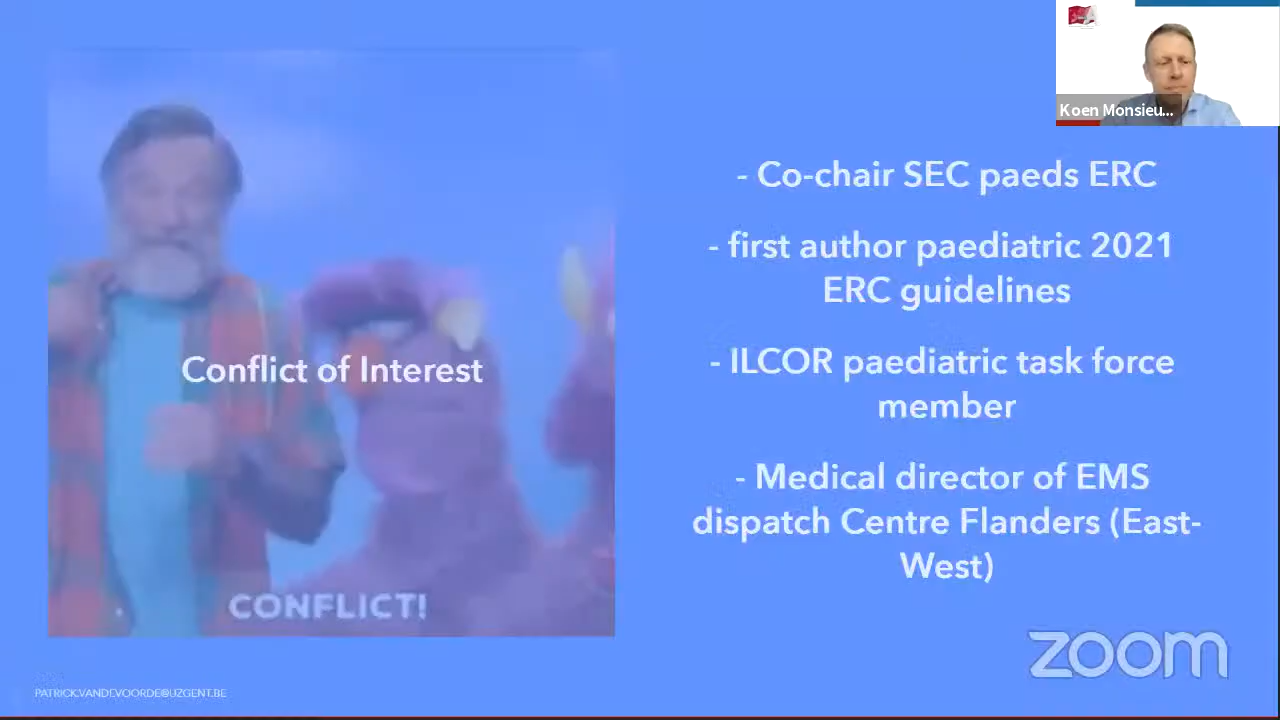 Koen Monsieu...
- Co-chair SEC paeds ERC
- first author paediatric 2021
ERC guidelines
Conflict of Interest
- ILCOR paediatric task force
member
- Medical director of EMS
dispatch Centre Flanders (East-
West)
CONFLICT!
zoom
PATRICK.VANDEVOORDE@UZGENT.BE